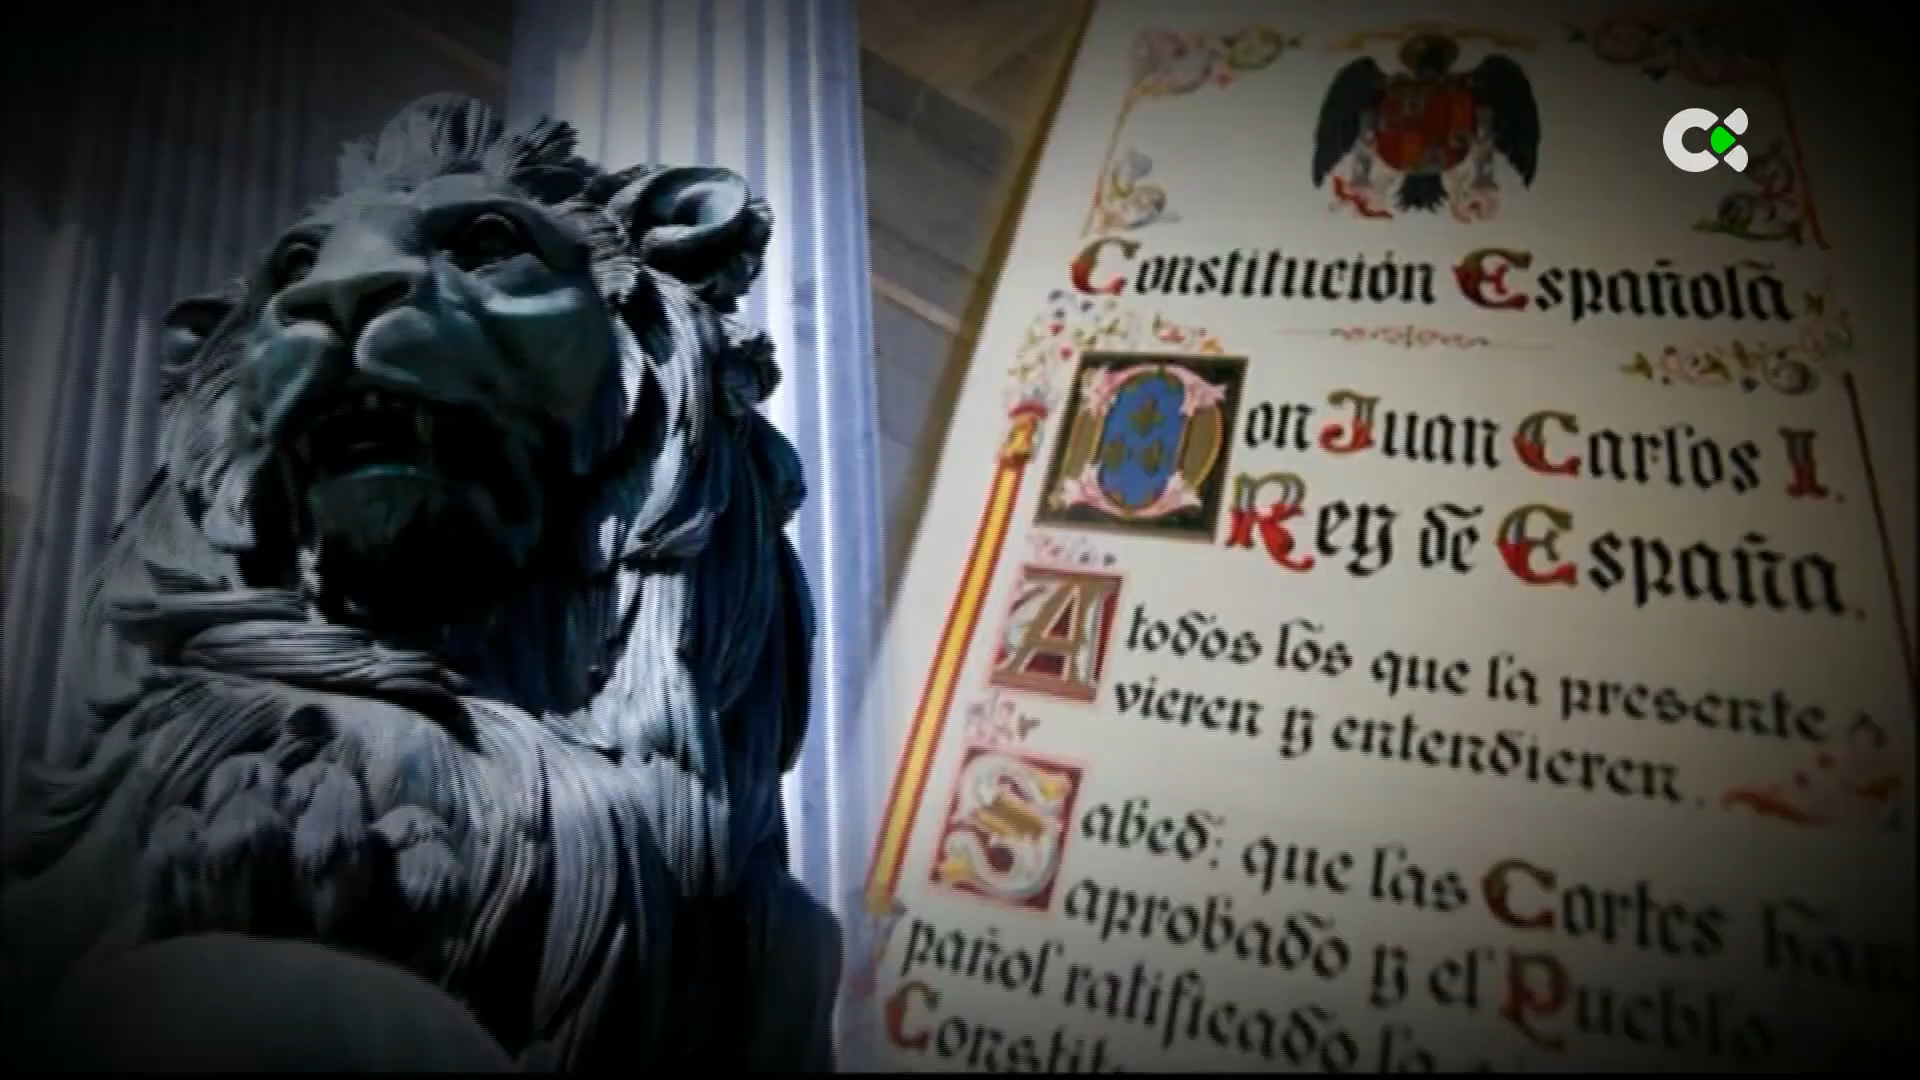 Constitución Española
Don Juan Carlos I.
Rey de España.
A todos los que la presente
vieren y entendieren.
Sabed: que las Cortes han
aprobado y el Pueblo
pañol ratificado la